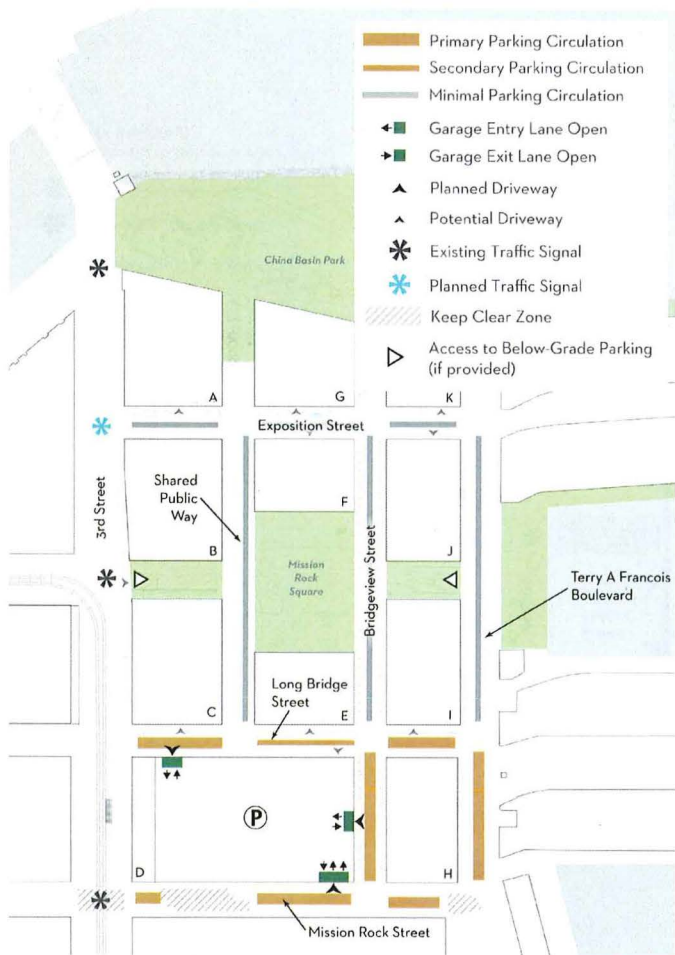 Primary Parking Circulation
Secondary Parking Circulation
Minimal Parking Circulation
Garage Entry Lane Open
Garage Exit Lane Open
Planned Driveway
Potential Driveway
Existing Traffic Signal
Planned Traffic Signal
Keep Clear Zone
Access to Below-Grade Parking
(if provided)
China Basin Park
A
G
K
Exposition Street
3rd Street
Shared
Public
Way
F
B
J
Mission
Rock
Square
Bridgeview Street
Terry A Francois
Boulevard
Long Bridge
Street
C
E
I
P
D
H
Mission Rock Street